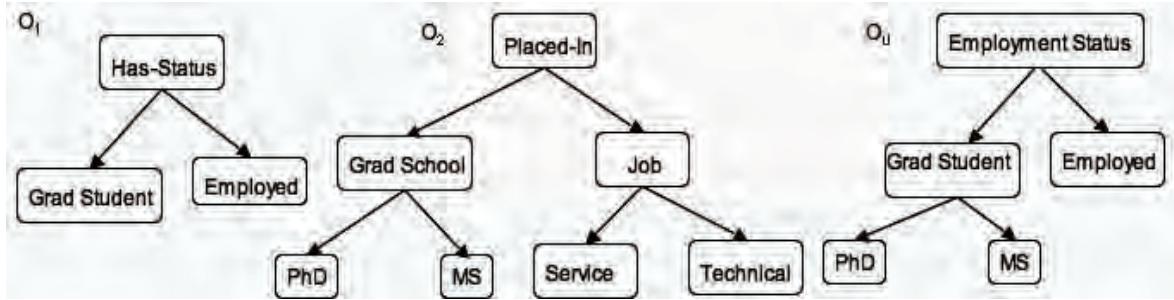 O1
Has-Status
Grad Student
Employed
O2
Placed-In
Grad School
Job
PhD
MS
Service
Technical
Ou
Employment Status
Grad Student
Employed
PhD
MS